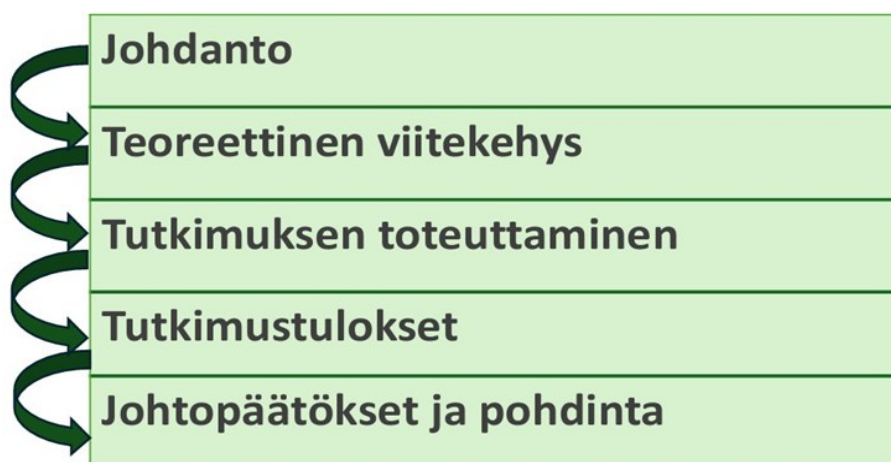 Johdanto
Teoreettinen viitekehys
Tutkimuksen toteuttaminen
Tutkimustulokset
Johtopäätökset ja pohdinta